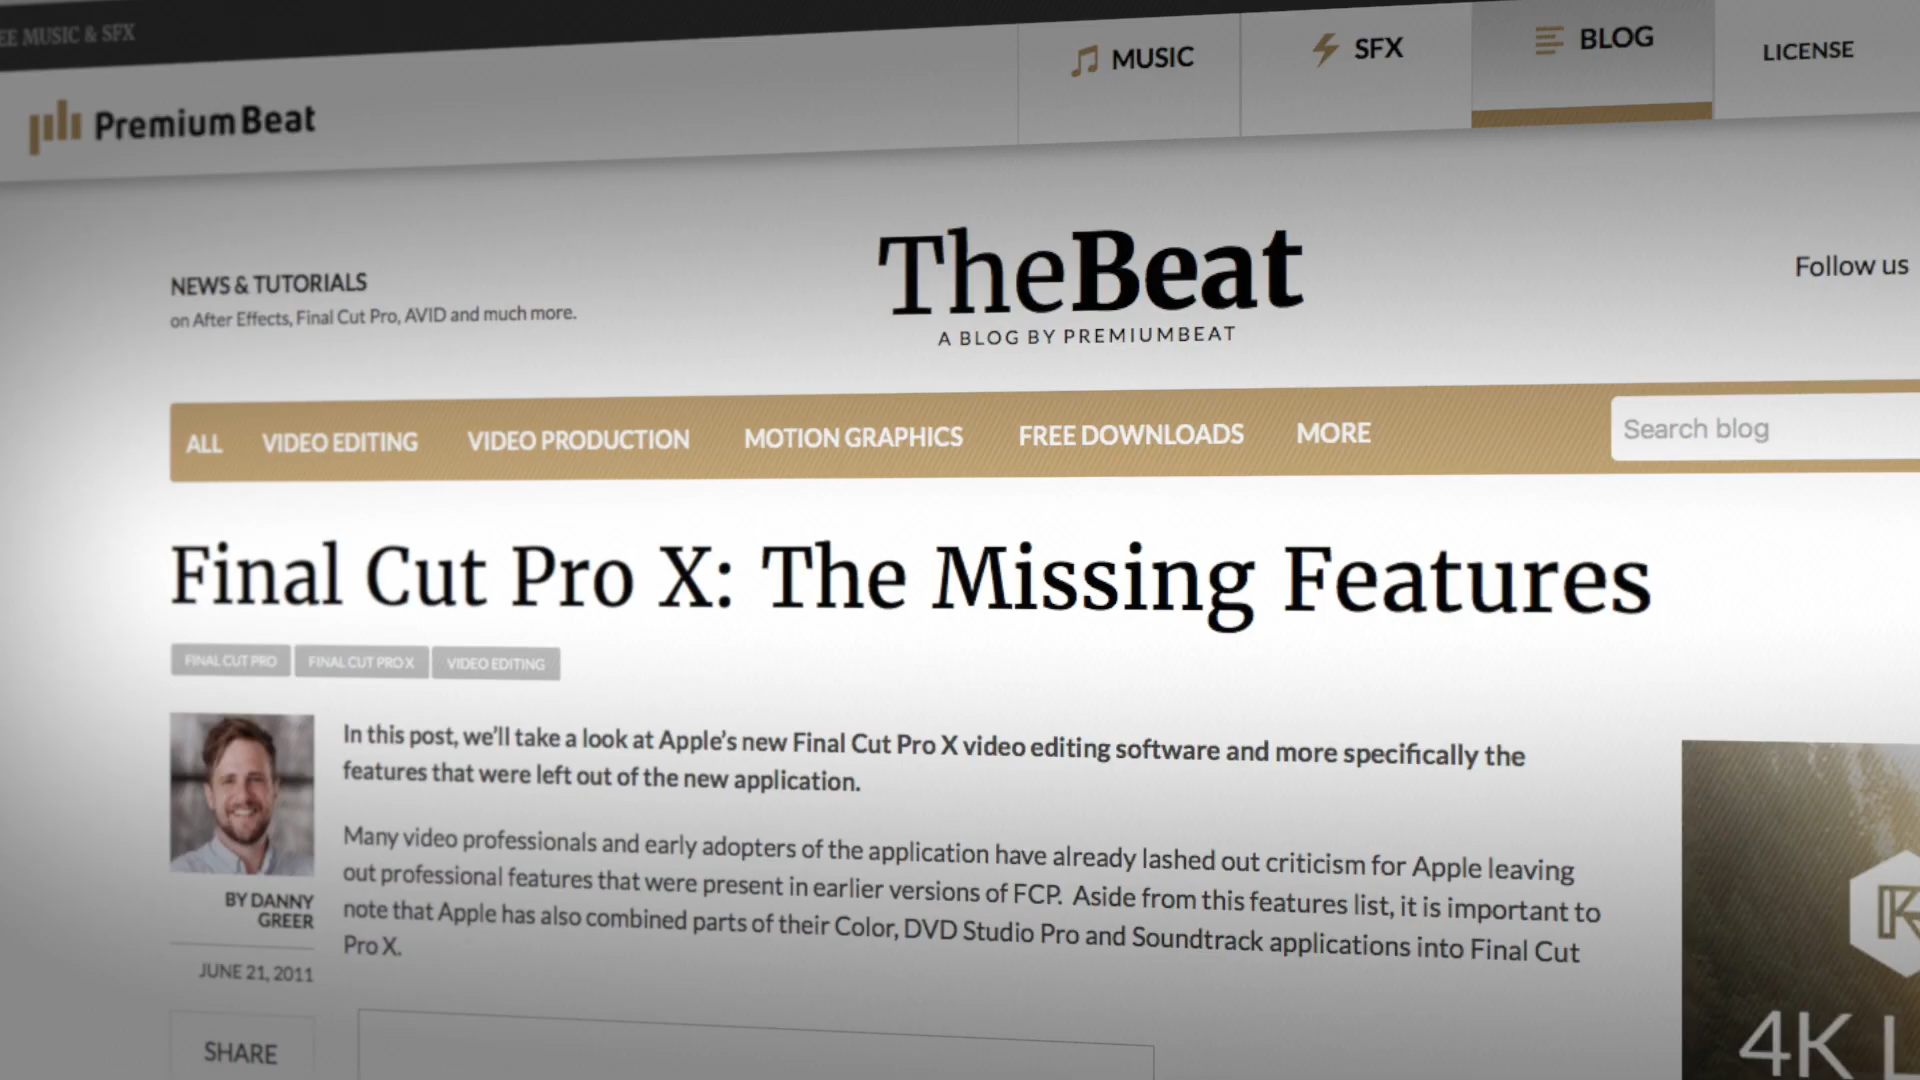 EE MUSIC & SFX
PremiumBeat
MUSIC
SFX
BLOG
LICENSE
NEWS & TUTORIALS
on After Effects, Final Cut Pro, AVID and much more.
TheBeat
A BLOG BY PREMIUMBEAT
Follow us
ALL VIDEO EDITING VIDEO PRODUCTION MOTION GRAPHICS FREE DOWNLOADS MORE
Search blog
Final Cut Pro X: The Missing Features
FINAL CUT PRO FINAL CUT PRO X VIDEO EDITING
In this post, we'll take a look at Apple's new Final Cut Pro X video editing software and more specifically the
features that were left out of the new application.
Many video professionals and early adopters of the application have already lashed out criticism for Apple leaving
out professional features that were present in earlier versions of FCP. Aside from this features list, it is important to
note that Apple has also combined parts of their Color, DVD Studio Pro and Soundtrack applications into Final Cut
Pro X.
BY DANNY
GREER
JUNE 21, 2011
SHARE
4K L